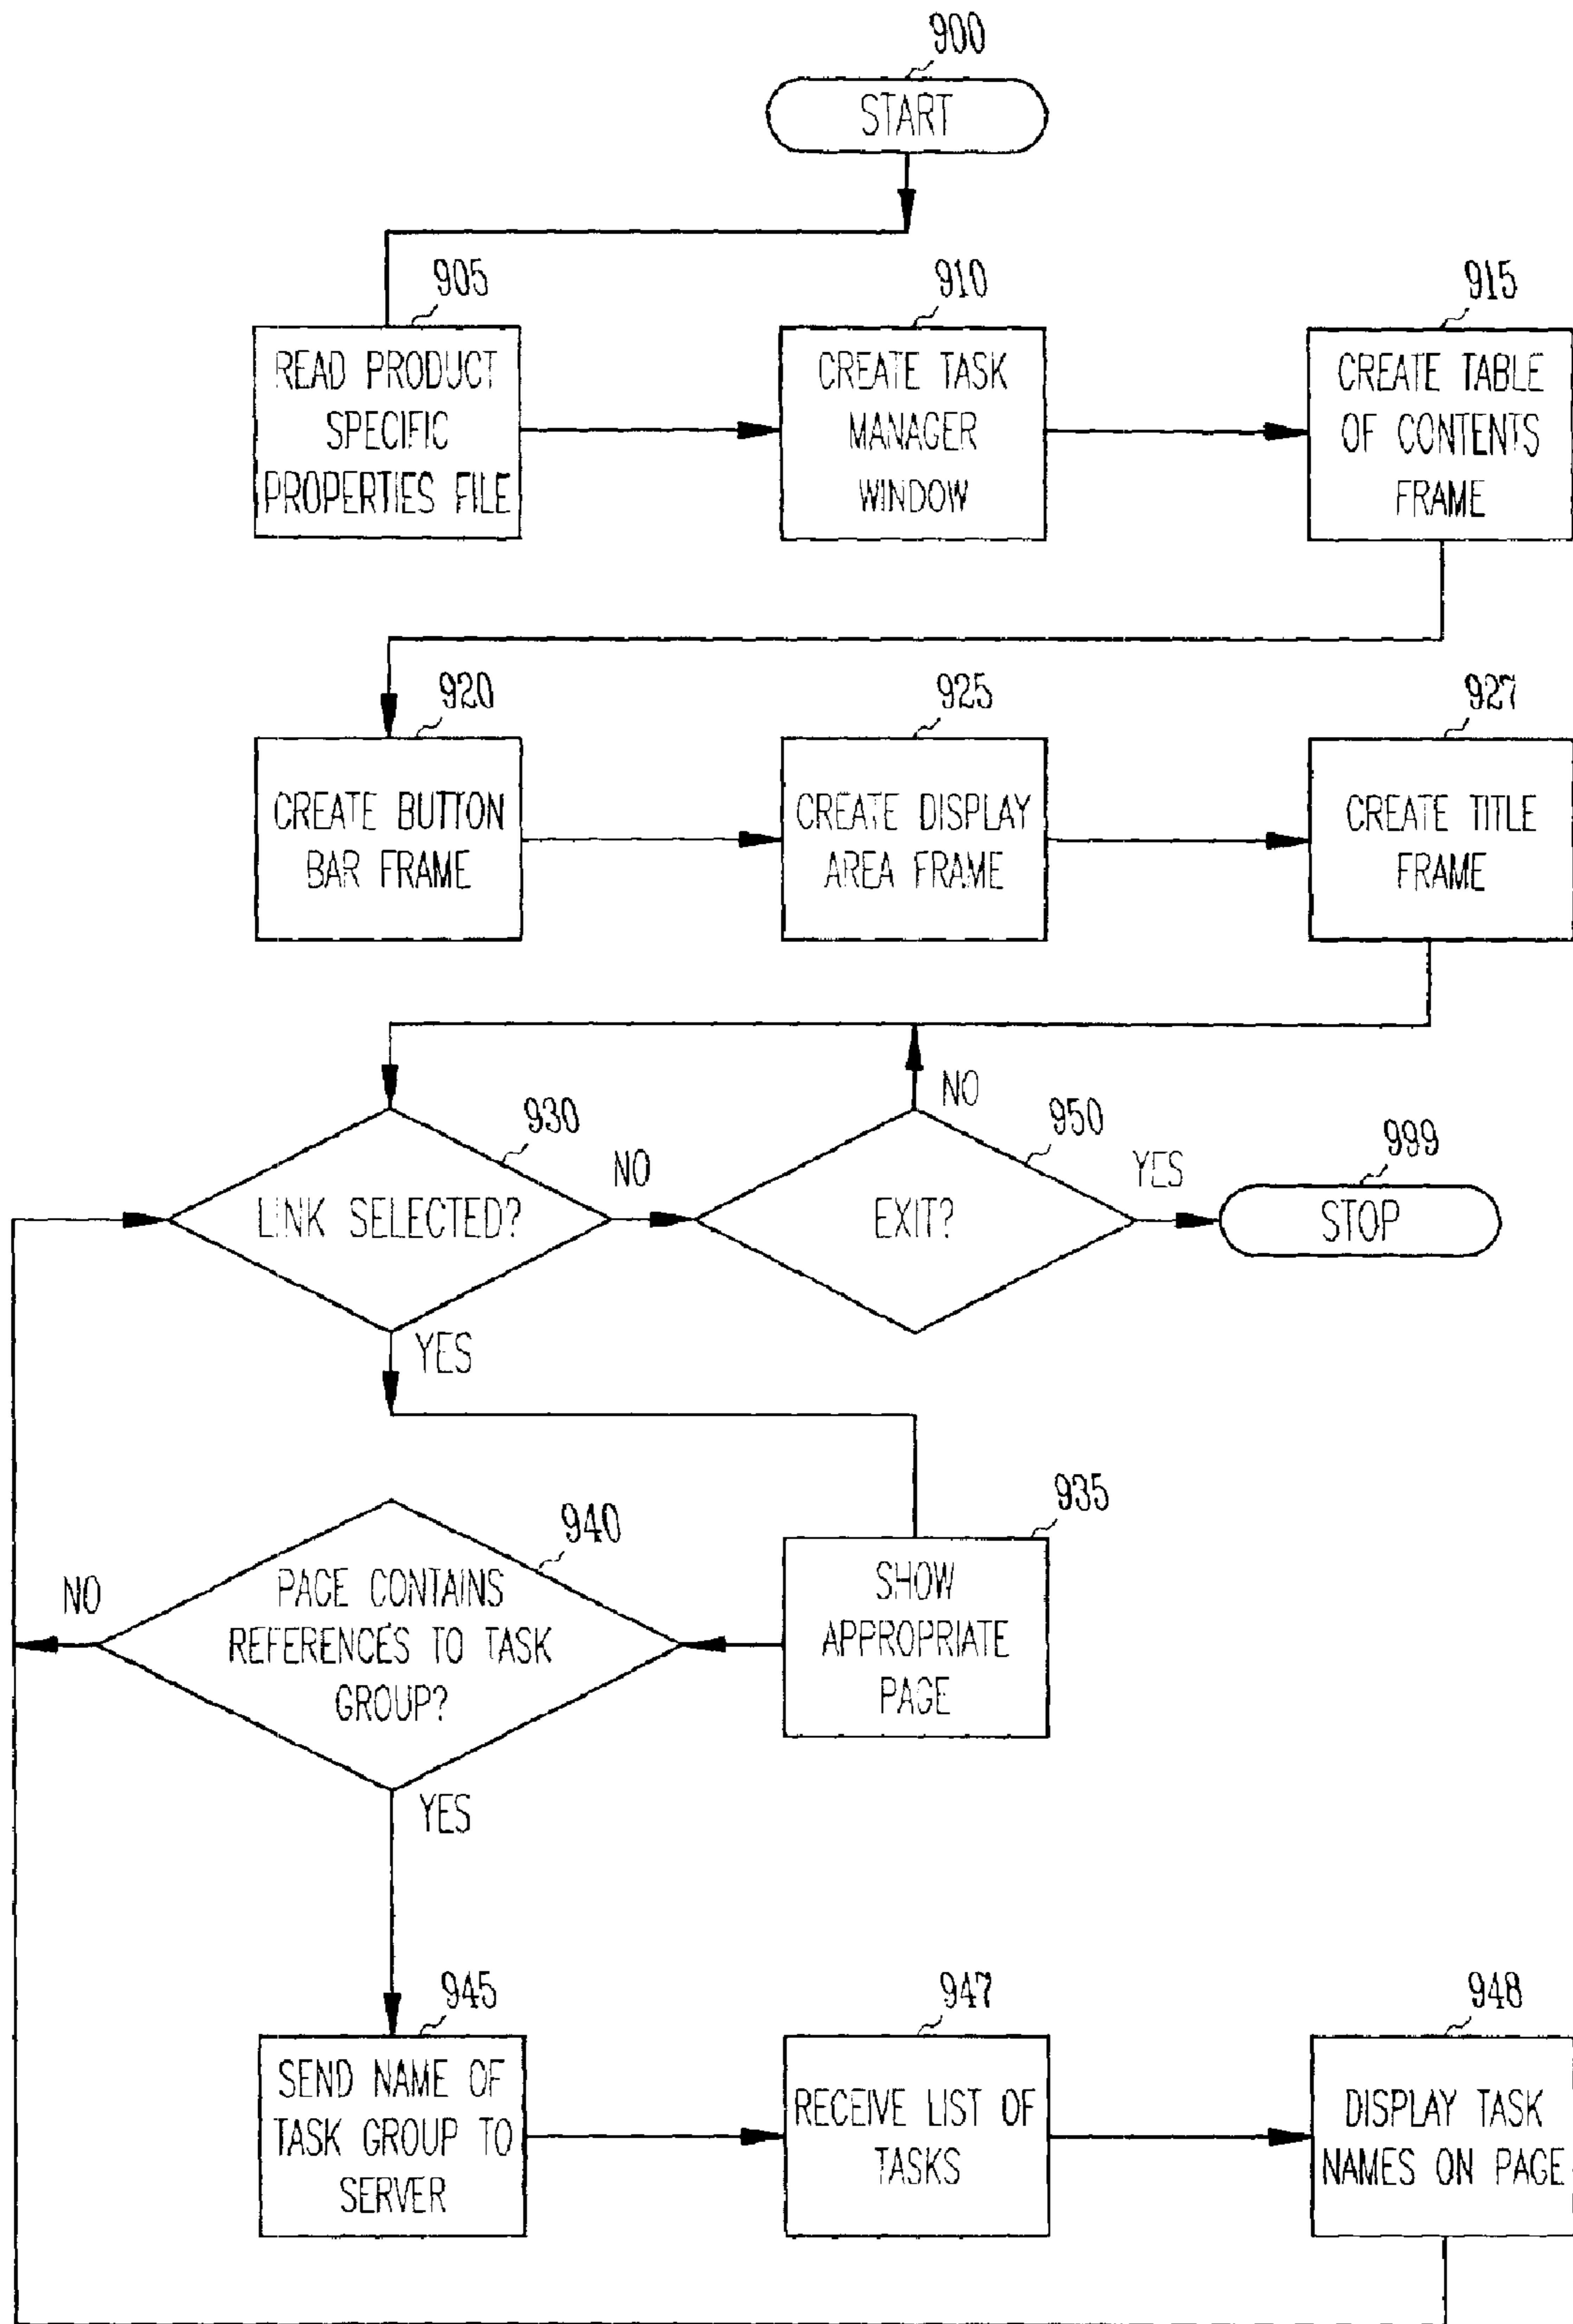 900
START
905
READ PRODUCT
SPECIFIC
PROPERTIES FILE
910
CREATE TASK
MANAGER
WINDOW
915
CREATE TABLE
OF CONTENTS
FRAME
920
CREATE BUTTON
BAR FRAME
925
CREATE DISPLAY
AREA FRAME
927
CREATE TITLE
FRAME
930
LINK SELECTED?
NO
YES
950
EXIT?
NO
YES
999
STOP
935
SHOW
APPROPRIATE
PAGE
940
PAGE CONTAINS
REFERENCES TO TASK
GROUP?
NO
YES
945
SEND NAME OF
TASK GROUP TO
SERVER
947
RECEIVE LIST OF
TASKS
948
DISPLAY TASK
NAMES ON PAGE